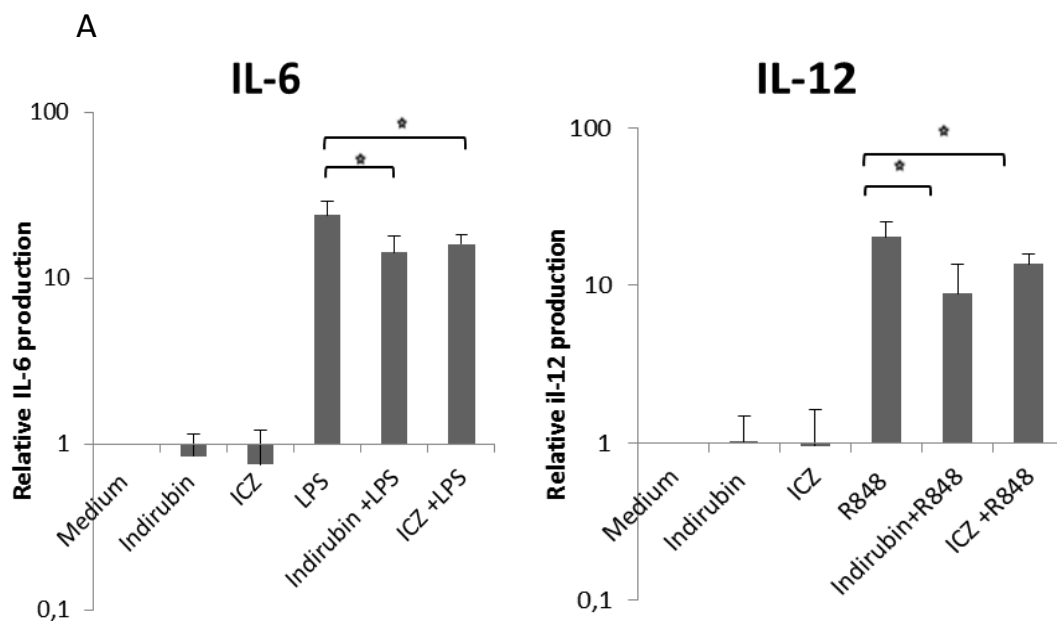 A
IL-6
Relative IL-6 production
100
10
1
0,1
*
*
Medium
Indirubin
ICZ
LPS
Indirubin +LPS
ICZ +LPS
IL-12
Relative il-12 production
100
10
1
0,1
*
*
Medium
Indirubin
ICZ
R848
Indirubin+R848
ICZ +R848